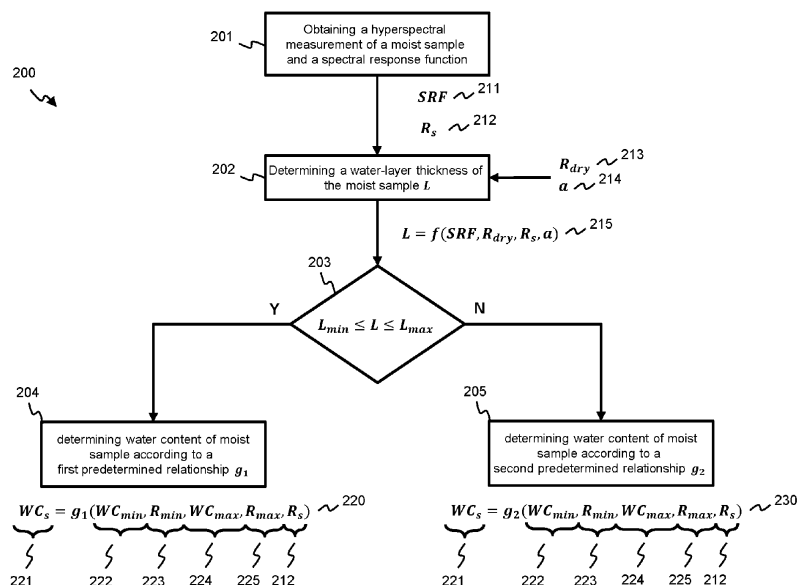 201
Obtaining a hyperspectral
measurement of a moist sample
and a spectral response function
200
SRF 211
R_s 212
202
Determining a water-layer thickness of
the moist sample L
R_dry 213
a 214
L = f(SRF, R_dry, R_s, a) 215
203
Y
L_min ≤ L ≤ L_max
N
204
determining water content of moist
sample according to a
first predetermined relationship g_1
205
determining water content of moist
sample according to a
second predetermined relationship g_2
WC_s = g_1(WC_min, R_min, WC_max, R_max, R_s) 220
221 222 223 224 225 212
WC_s = g_2(WC_min, R_min, WC_max, R_max, R_s) 230
221 222 223 224 225 212